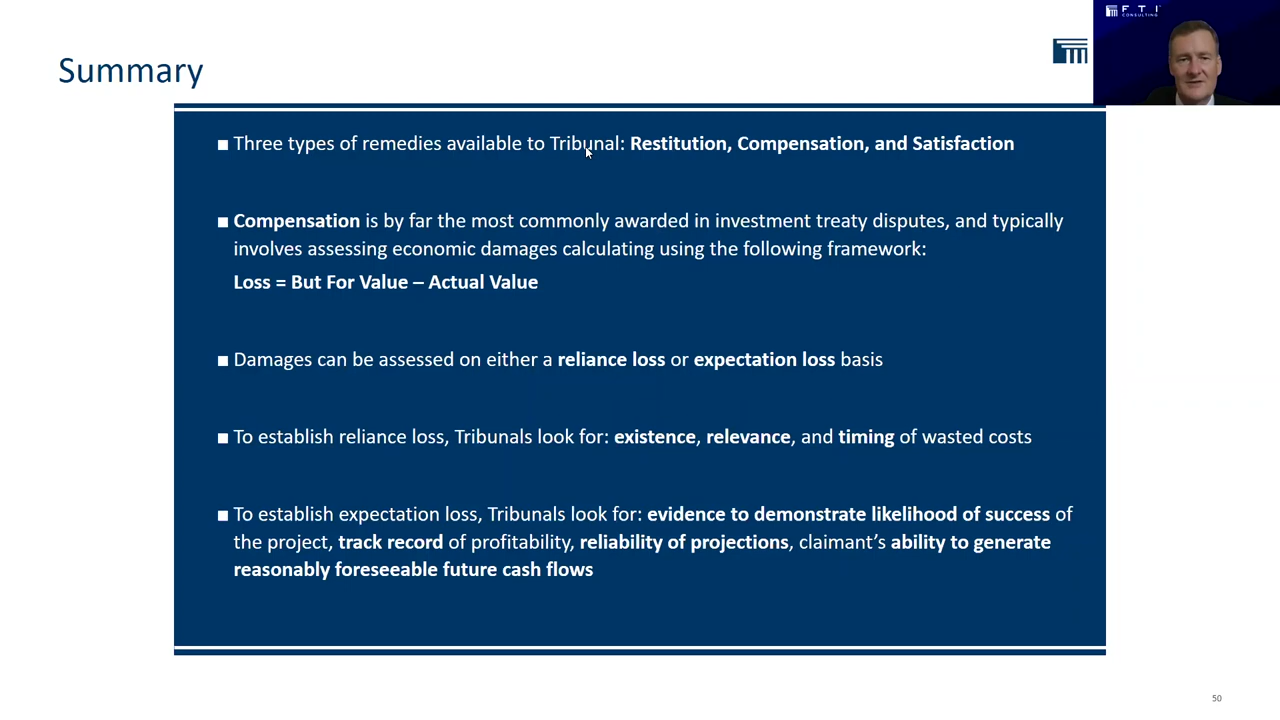 FTI
CONSULTING
Summary
■ Three types of remedies available to Tribunal: Restitution, Compensation, and Satisfaction
■ Compensation is by far the most commonly awarded in investment treaty disputes, and typically
involves assessing economic damages calculating using the following framework:
Loss = But For Value – Actual Value
■ Damages can be assessed on either a reliance loss or expectation loss basis
■ To establish reliance loss, Tribunals look for: existence, relevance, and timing of wasted costs
■ To establish expectation loss, Tribunals look for: evidence to demonstrate likelihood of success of
the project, track record of profitability, reliability of projections, claimant’s ability to generate
reasonably foreseeable future cash flows
50